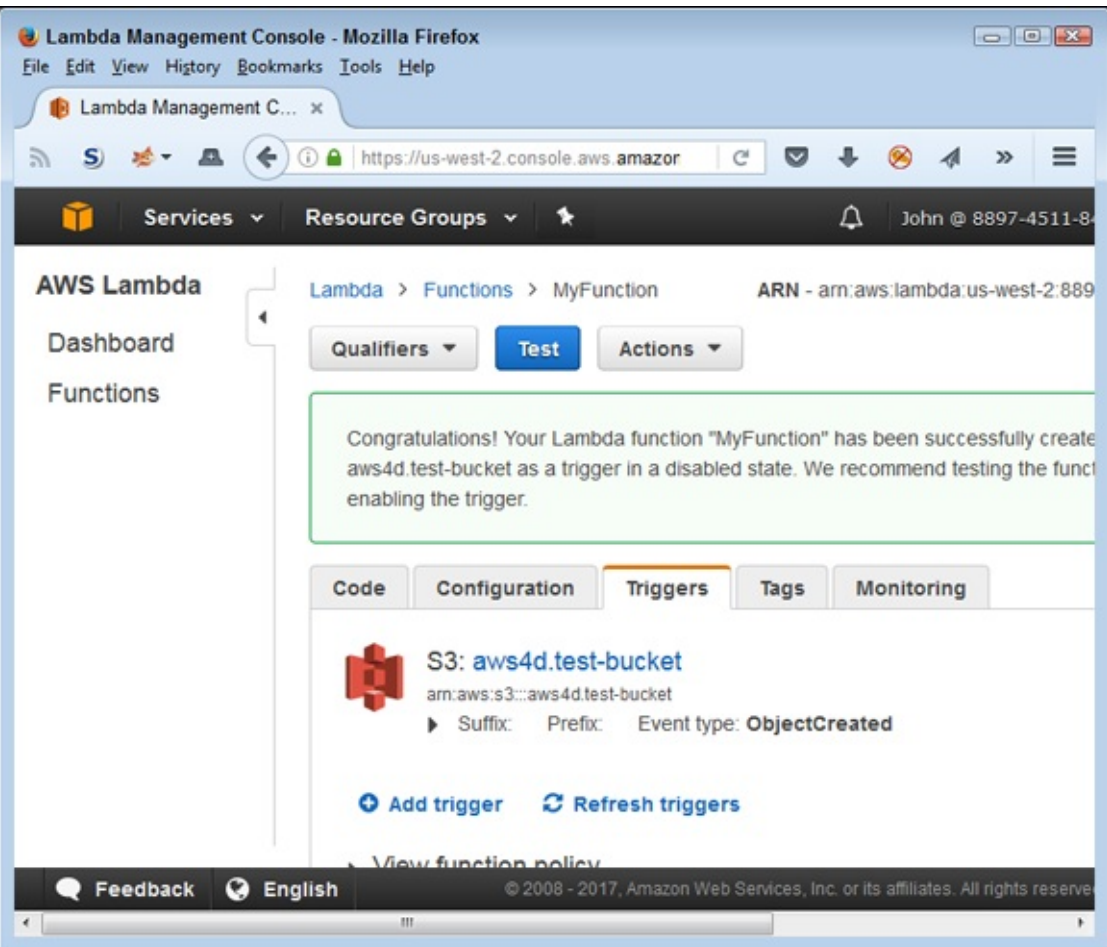 Lambda Management Console - Mozilla Firefox
File Edit View History Bookmarks Tools Help
Lambda Management C... ×
https://us-west-2.console.aws.amazor
Services Resource Groups John @ 8897-4511-84
AWS Lambda
Dashboard
Functions
Lambda > Functions > MyFunction ARN - arn:aws:lambda:us-west-2:889
Qualifiers Test Actions
Congratulations! Your Lambda function "MyFunction" has been successfully create
aws4d.test-bucket as a trigger in a disabled state. We recommend testing the funct
enabling the trigger.
Code Configuration Triggers Tags Monitoring
S3: aws4d.test-bucket
arn:aws:s3:::aws4d.test-bucket
Suffix: Prefix: Event type: ObjectCreated
Add trigger Refresh triggers
View function policy
Feedback English © 2008 - 2017, Amazon Web Services, Inc. or its affiliates. All rights reserve